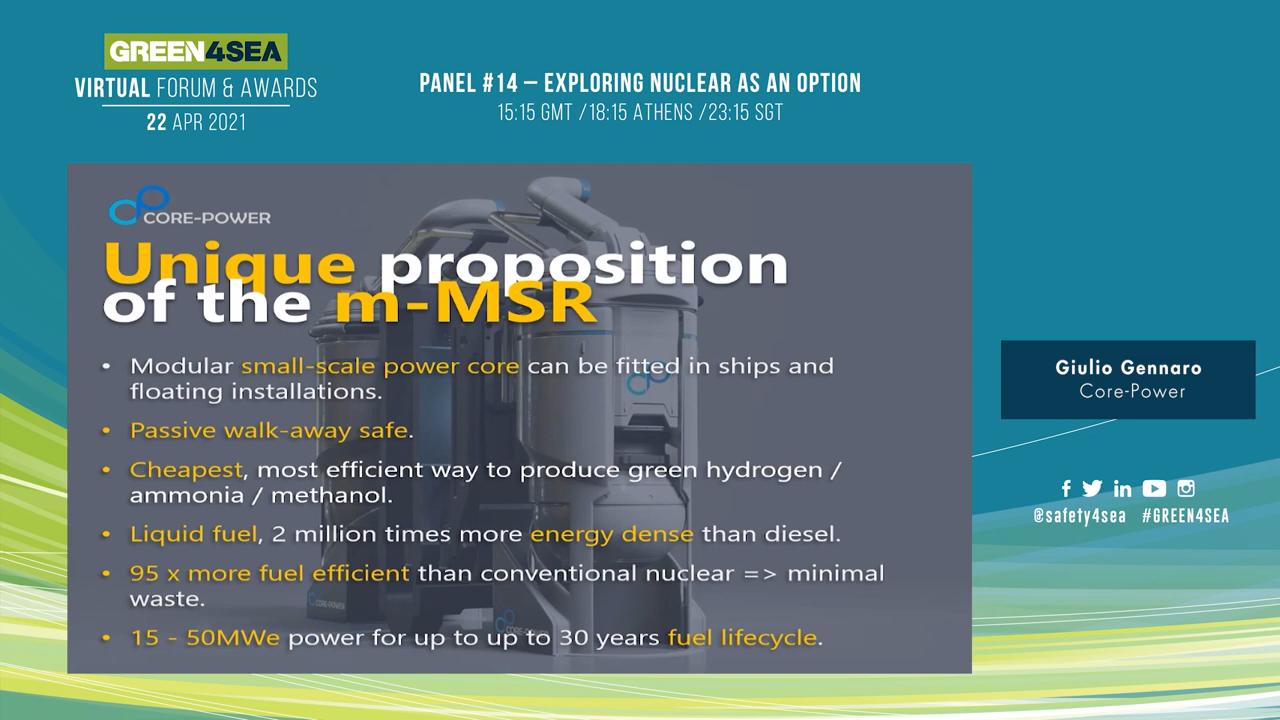 GREEN4SEA
VIRTUAL FORUM & AWARDS
22 APR 2021
PANEL #14 – EXPLORING NUCLEAR AS AN OPTION
15:15 GMT /18:15 ATHENS /23:15 SGT
CORE-POWER
Unique proposition
of the m-MSR
• Modular small-scale power core can be fitted in ships and
floating installations.
• Passive walk-away safe.
• Cheapest, most efficient way to produce green hydrogen /
ammonia / methanol.
• Liquid fuel, 2 million times more energy dense than diesel.
• 95 x more fuel efficient than conventional nuclear => minimal
waste.
• 15 - 50MWe power for up to up to 30 years fuel lifecycle.
CORE-POWER
Giulio Gennaro
Core-Power
@safety4sea #GREEN4SEA